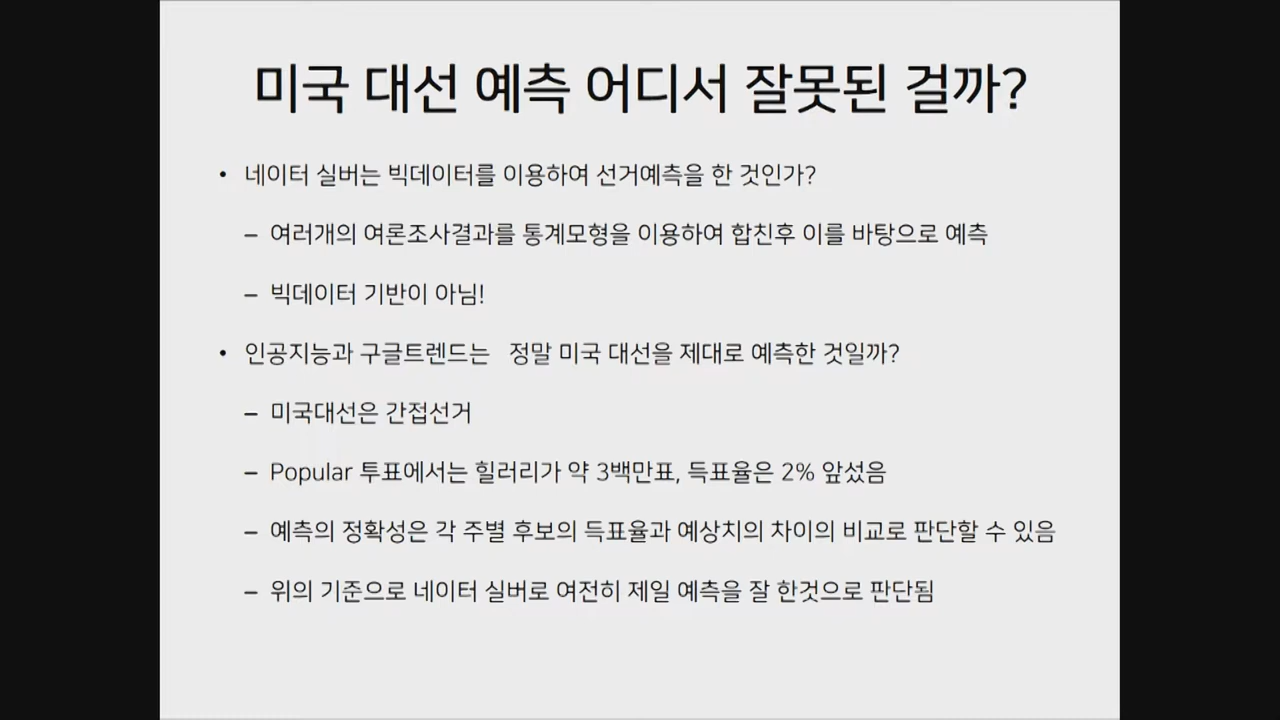 미국 대선 예측 어디서 잘못된 걸까?
• 네이터 실버는 빅데이터를 이용하여 선거예측을 한 것인가?
– 여러개의 여론조사결과를 통계모형을 이용하여 합친후 이를 바탕으로 예측
– 빅데이터 기반이 아님!
• 인공지능과 구글트렌드는 정말 미국 대선을 제대로 예측한 것일까?
– 미국대선은 간접선거
– Popular 투표에서는 힐러리가 약 3백만표, 득표율은 2% 앞섰음
– 예측의 정확성은 각 주별 후보의 득표율과 예상치의 차이의 비교로 판단할 수 있음
– 위의 기준으로 네이터 실버로 여전히 제일 예측을 잘 한것으로 판단됨